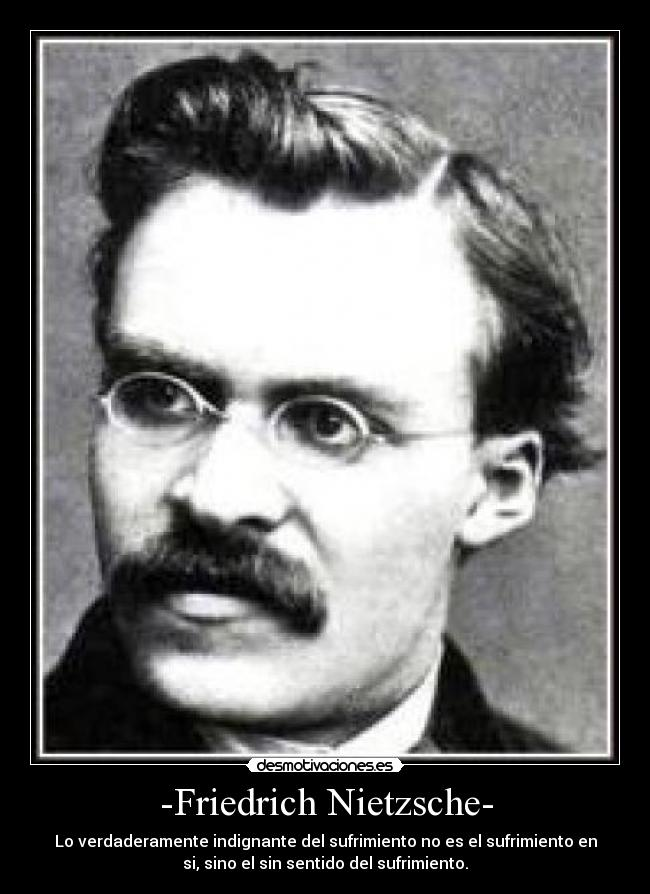 desmotivaciones.es
-Friedrich Nietzsche-
Lo verdaderamente indignante del sufrimiento no es el sufrimiento en
si, sino el sin sentido del sufrimiento.